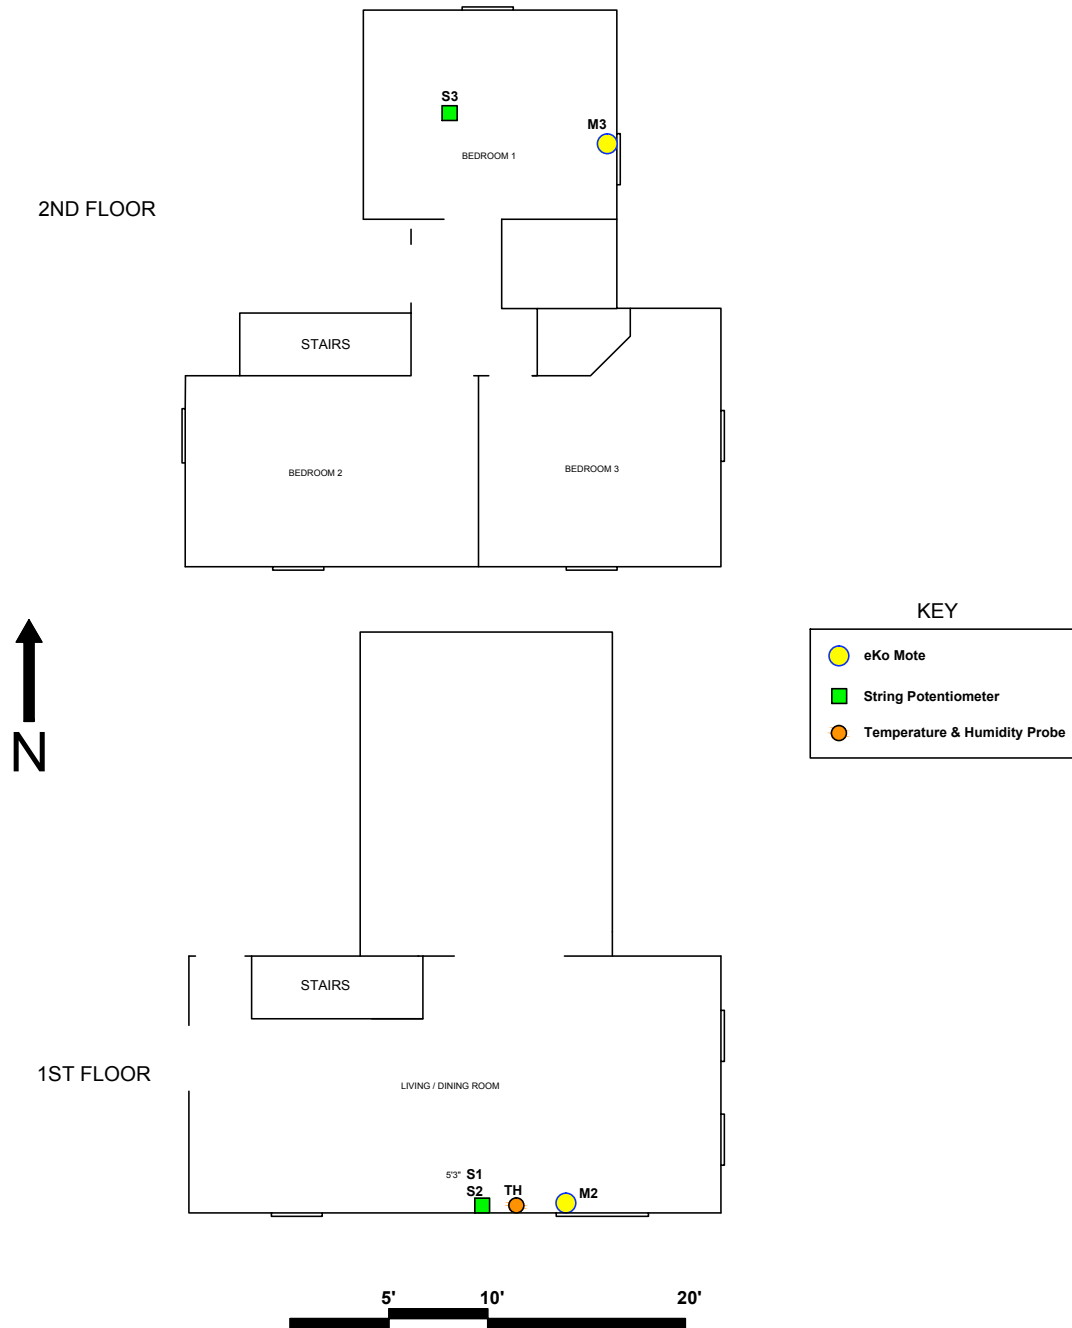 S3
M3
BEDROOM 1
2ND FLOOR
STAIRS
BEDROOM 2
BEDROOM 3
N
KEY
eKo Mote
String Potentiometer
Temperature & Humidity Probe
STAIRS
1ST FLOOR
LIVING / DINING ROOM
5'3" S1
S2 TH M2
5' 10' 20'